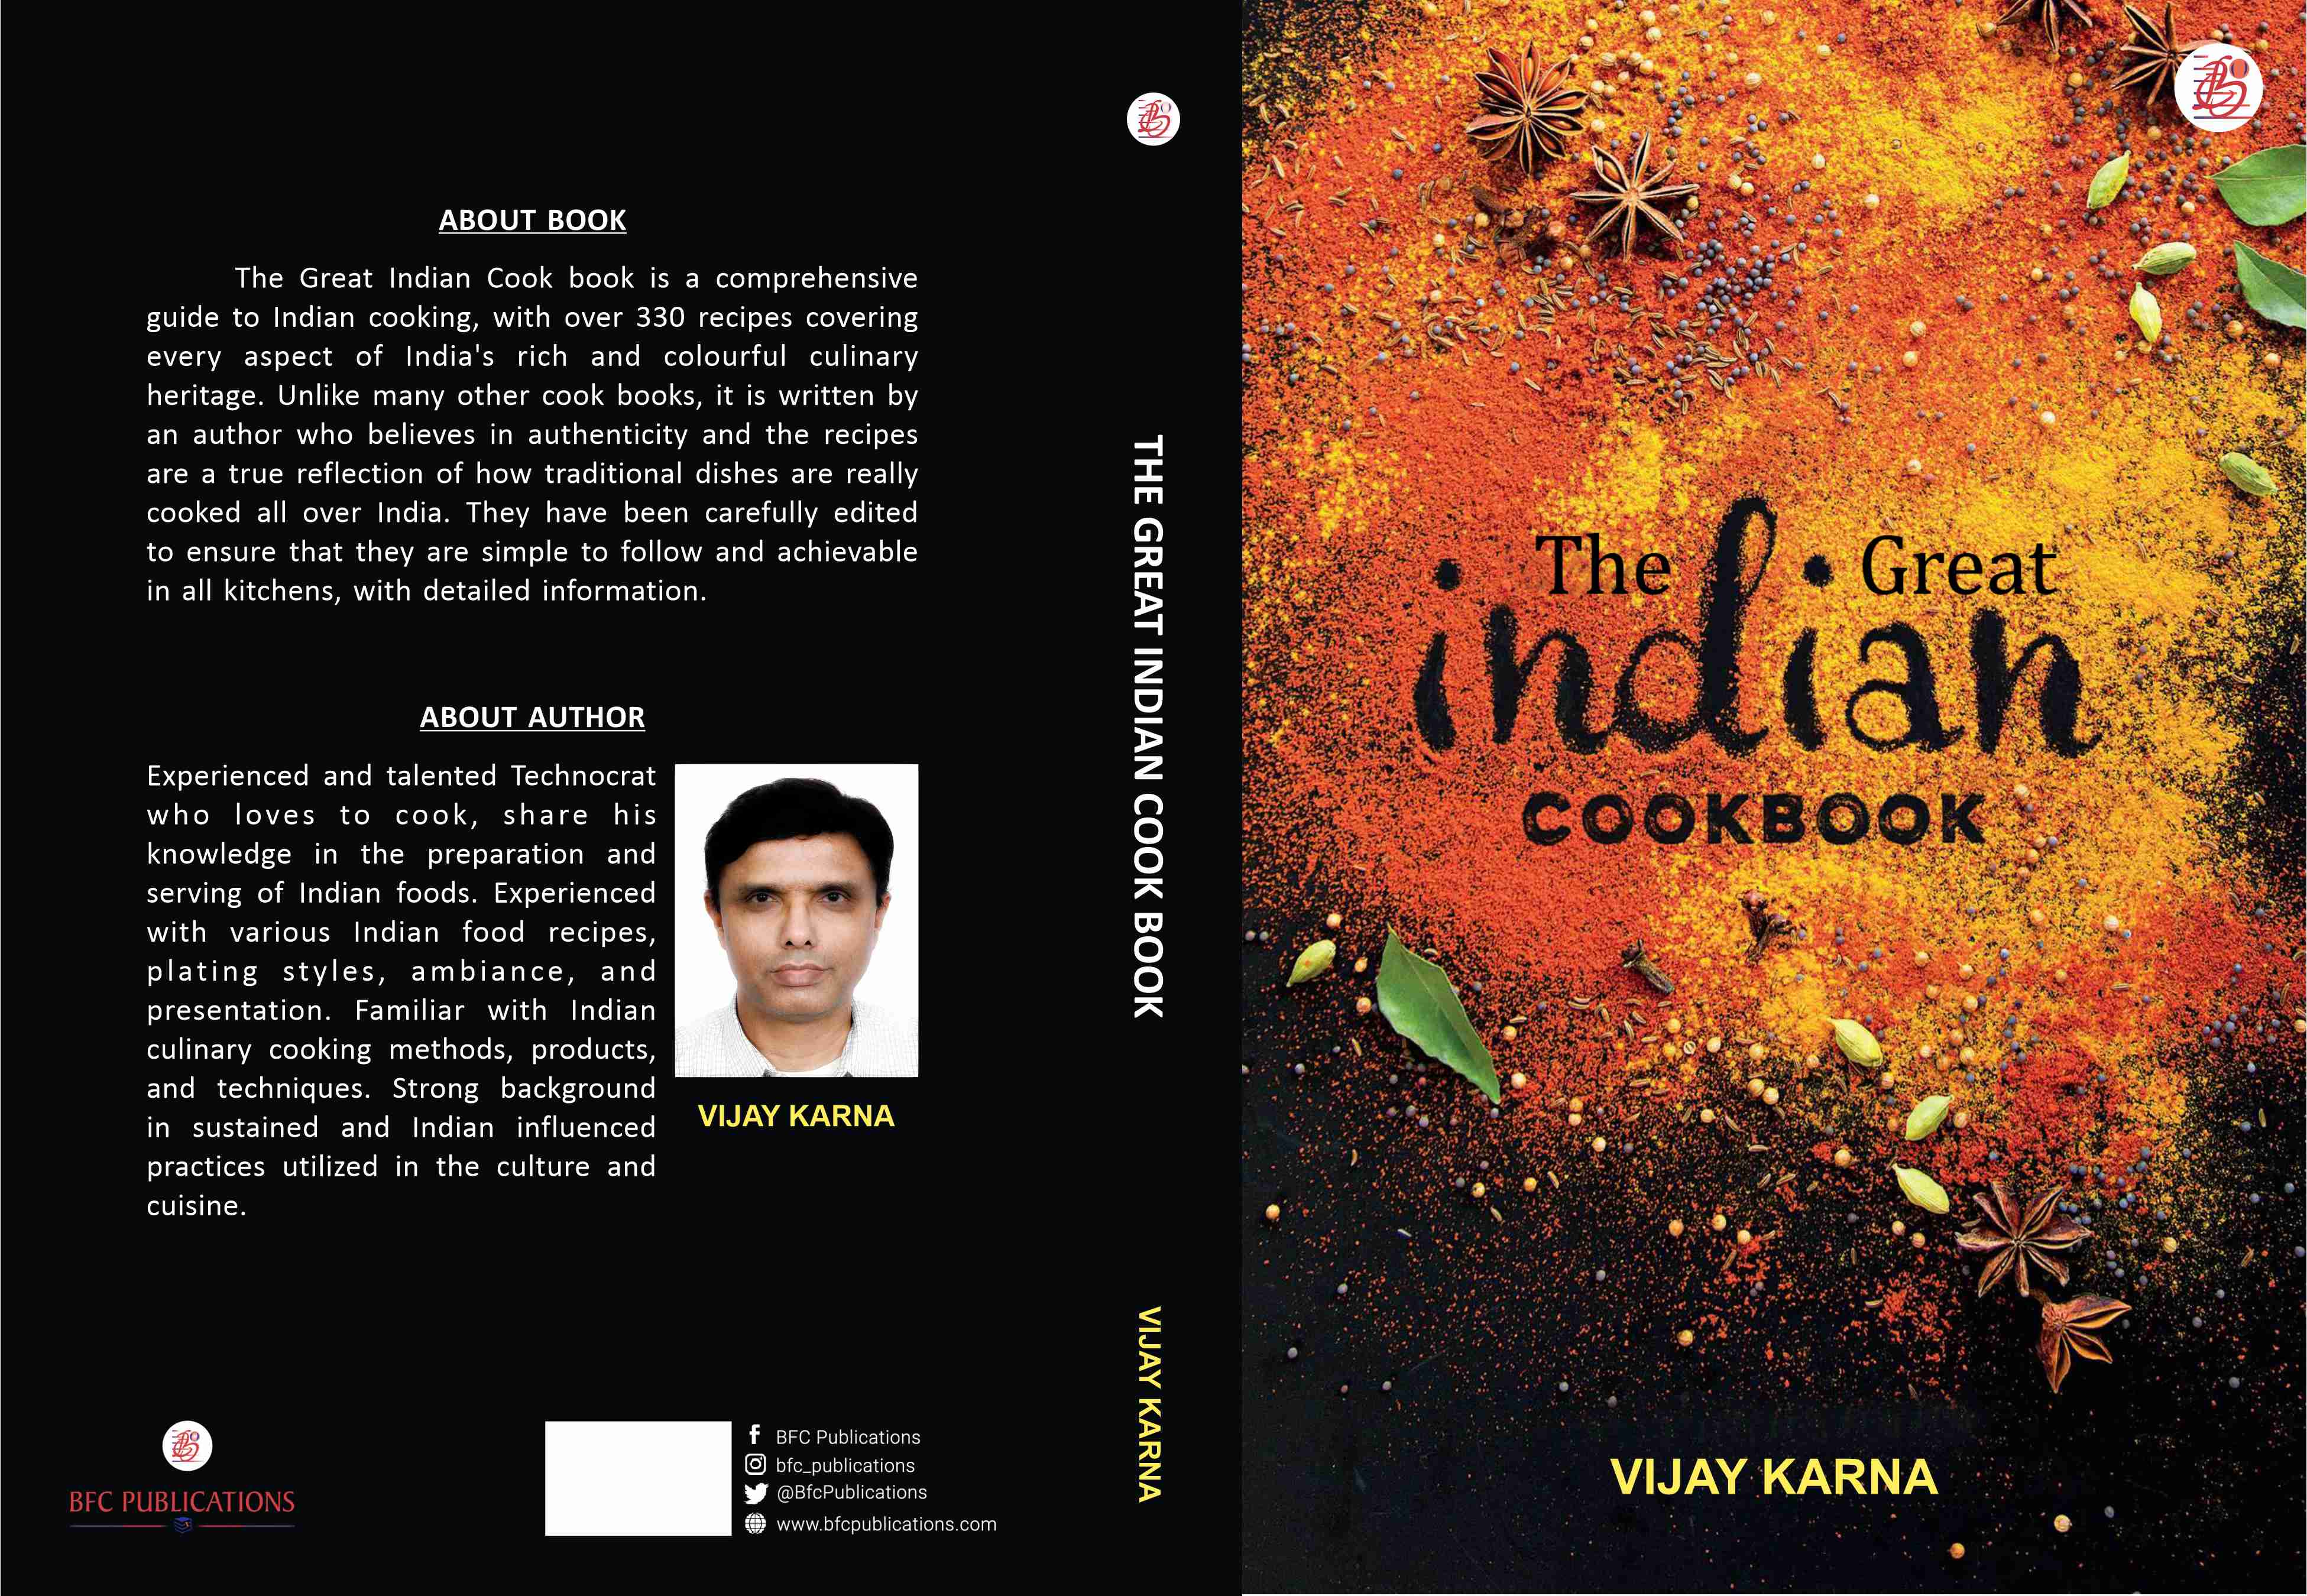 ABOUT BOOK
The Great Indian Cook book is a comprehensive
guide to Indian cooking, with over 330 recipes covering
every aspect of India's rich and colourful culinary
heritage. Unlike many other cook books, it is written by
an author who believes in authenticity and the recipes
are a true reflection of how traditional dishes are really
cooked all over India. They have been carefully edited
to ensure that they are simple to follow and achievable
in all kitchens, with detailed information.
ABOUT AUTHOR
Experienced and talented Technocrat
who loves to cook, share his
knowledge in the preparation and
serving of Indian foods. Experienced
with various Indian food recipes,
plating styles, ambiance, and
presentation. Familiar with Indian
culinary cooking methods, products,
and techniques. Strong background
in sustained and Indian influenced
practices utilized in the culture and
cuisine.
VIJAY KARNA
BFC PUBLICATIONS
BFC Publications
bfc_publications
@BfcPublications
www.bfcpublications.com
THE GREAT INDIAN COOK BOOK
VIJAY KARNA
The Great
indian
COOKBOOK
VIJAY KARNA